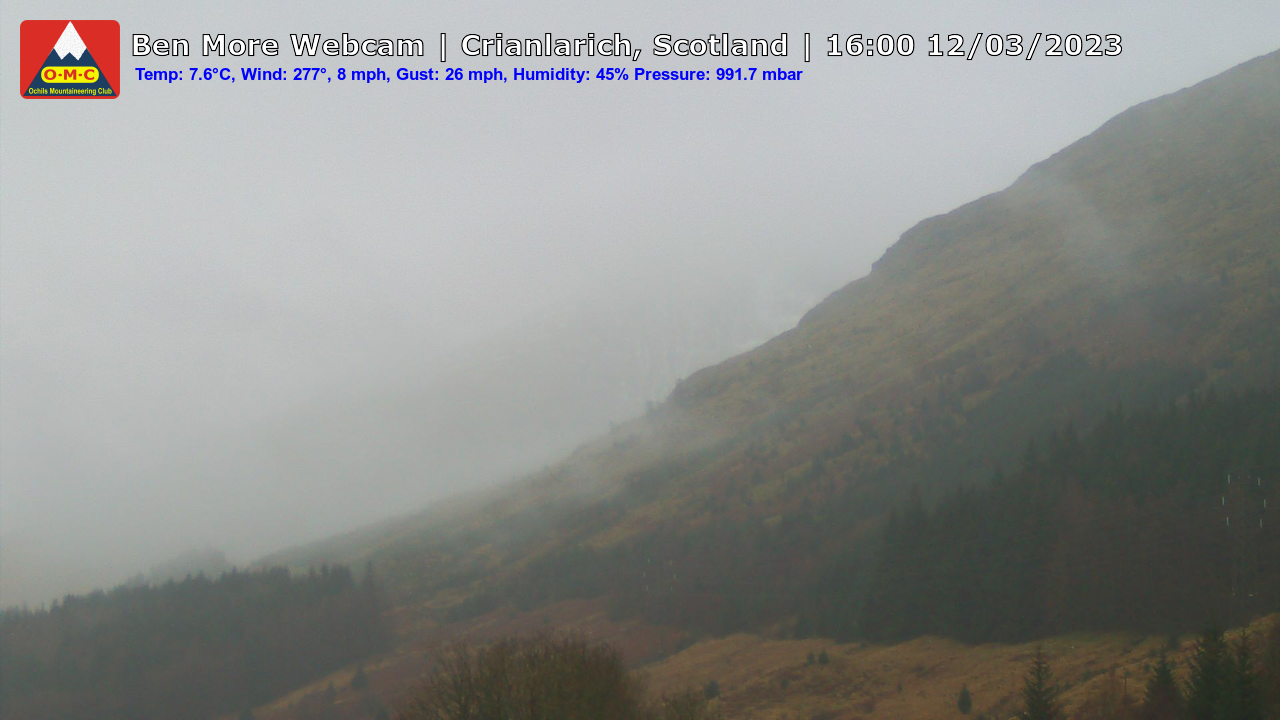 Ben More Webcam | Crianlarich, Scotland | 16:00 12/03/2023
Temp: 7.6°C, Wind: 277°, 8 mph, Gust: 26 mph, Humidity: 45% Pressure: 991.7 mbar
O-M-C
Ochils Mountaineering Club